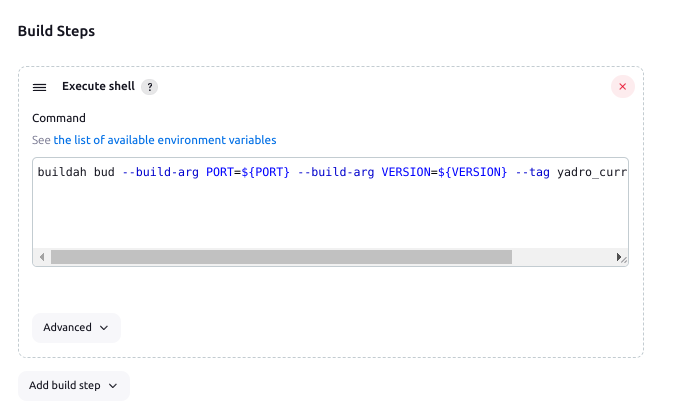 Build Steps
Execute shell ?
Command
See the list of available environment variables
buildah bud --build-arg PORT=${PORT} --build-arg VERSION=${VERSION} --tag yadro_curr
Advanced
Add build step